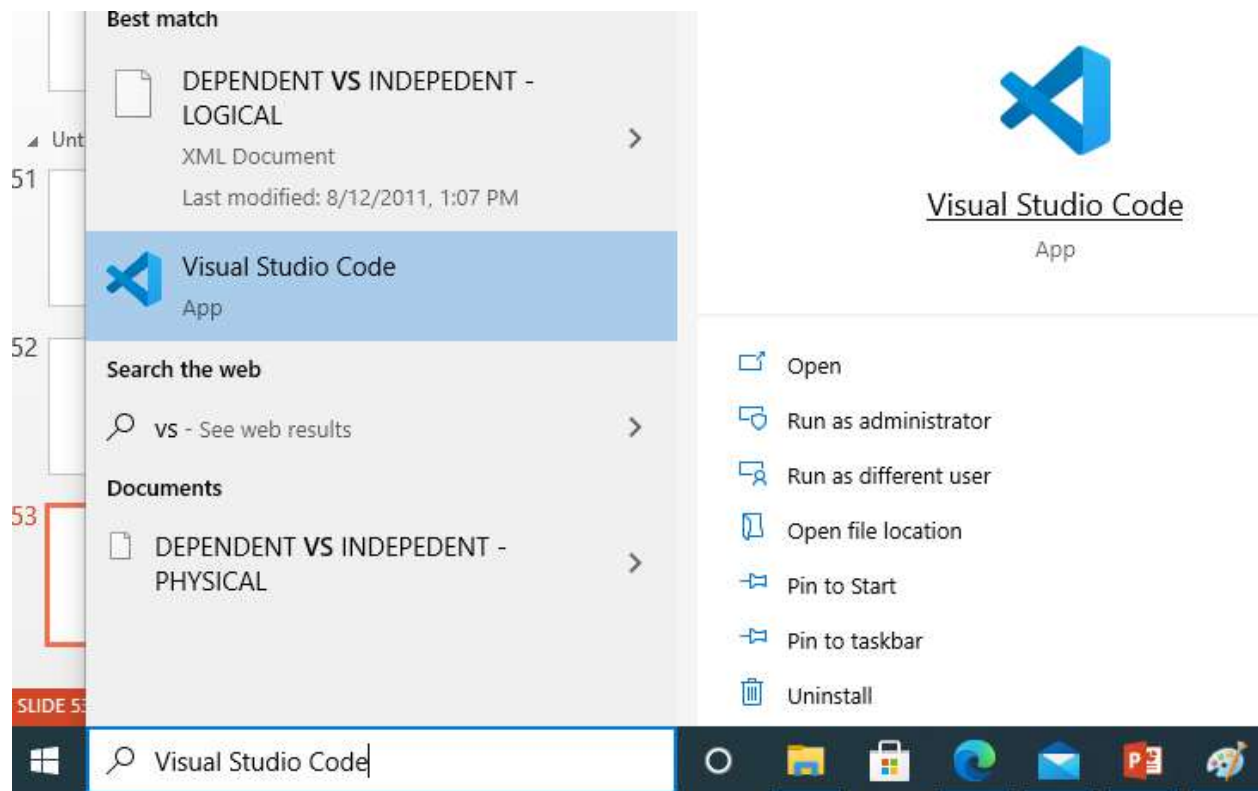 Best match
DEPENDENT VS INDEPEDENT -
LOGICAL
XML Document
Last modified: 8/12/2011, 1:07 PM
Visual Studio Code
App
Search the web
vs - See web results
Documents
DEPENDENT VS INDEPEDENT -
PHYSICAL
Visual Studio Code
App
Open
Run as administrator
Run as different user
Open file location
Pin to Start
Pin to taskbar
Uninstall
Unt
51
52
53
SLIDE 53
Visual Studio Code